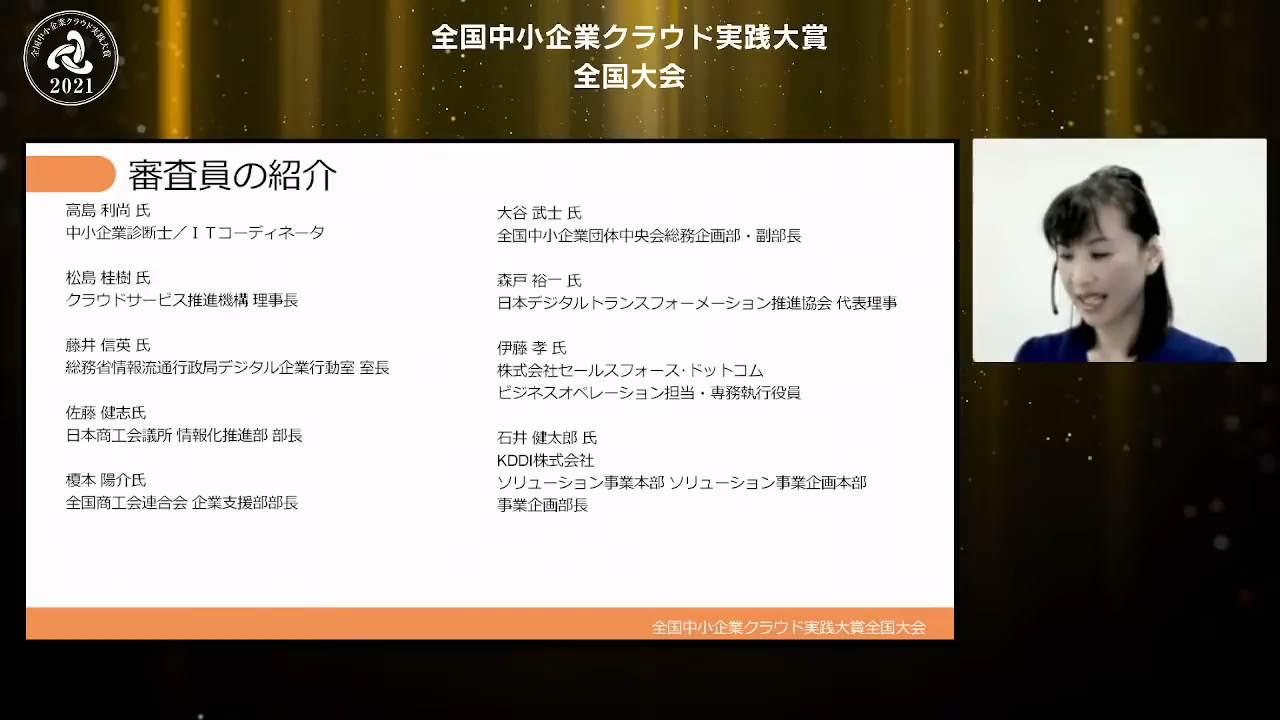 全国中小企業クラウド実践大賞
2021
全国中小企業クラウド実践大賞
全国大会
審査員の紹介
高島 利尚 氏
中小企業診断士／ＩＴコーディネータ
松島 桂樹 氏
クラウドサービス推進機構 理事長
藤井 信英 氏
総務省情報流通行政局デジタル企業行動室 室長
佐藤 健志氏
日本商工会議所 情報化推進部 部長
榎本 陽介氏
全国商工会連合会 企業支援部部長
大谷 武士 氏
全国中小企業団体中央会総務企画部・副部長
森戸 裕一 氏
日本デジタルトランスフォーメーション推進協会 代表理事
伊藤 孝 氏
株式会社セールスフォース･ドットコム
ビジネスオペレーション担当・専務執行役員
石井 健太郎 氏
KDDI株式会社
ソリューション事業本部 ソリューション事業企画本部
事業企画部長
全国中小企業クラウド実践大賞全国大会